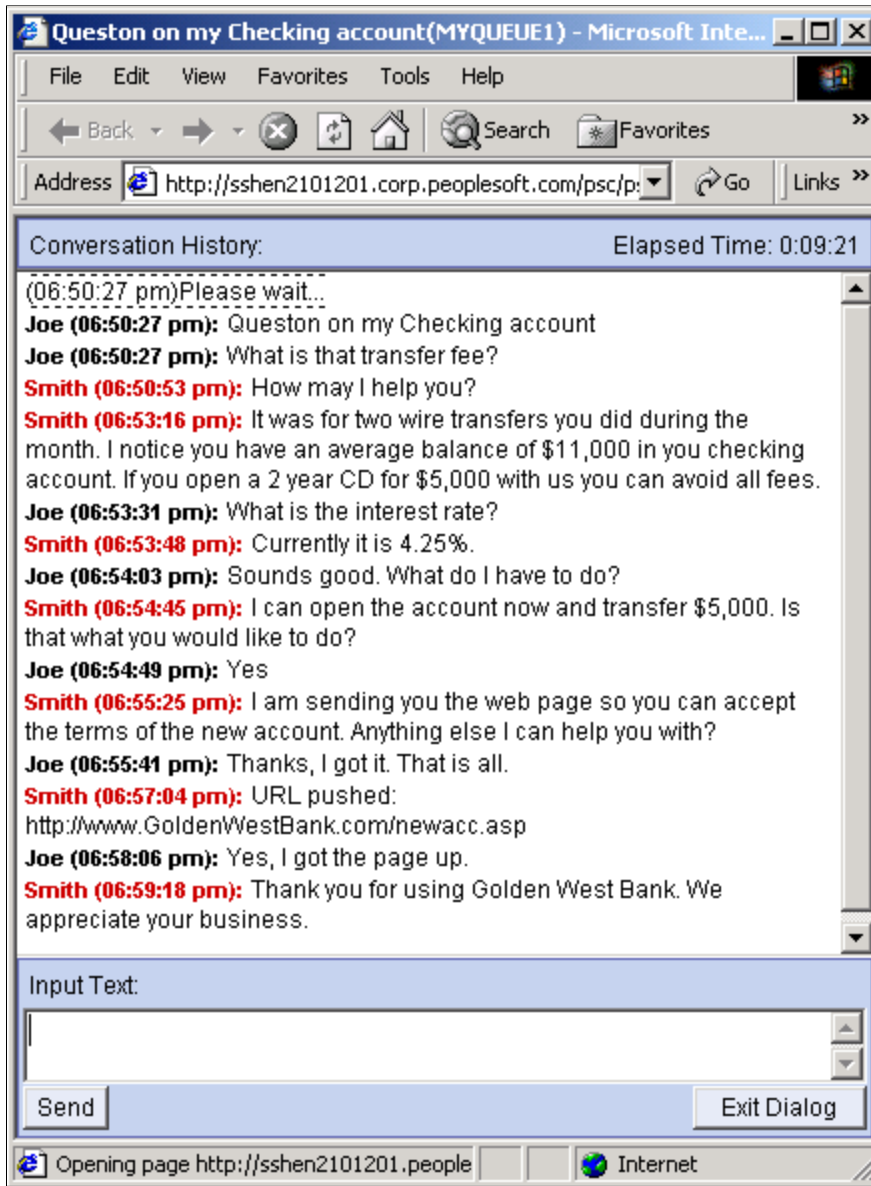 Queston on my Checking account(MYQUEUE1) - Microsoft Inte...
File Edit View Favorites Tools Help
Back Search Favorites »
Address http://sshen2101201.corp.peoplesoft.com/psc/p: Go Links »
Conversation History: Elapsed Time: 0:09:21
(06:50:27 pm)Please wait...
Joe (06:50:27 pm): Queston on my Checking account
Joe (06:50:27 pm): What is that transfer fee?
Smith (06:50:53 pm): How may I help you?
Smith (06:53:16 pm): It was for two wire transfers you did during the
month. I notice you have an average balance of $11,000 in you checking
account. If you open a 2 year CD for $5,000 with us you can avoid all fees.
Joe (06:53:31 pm): What is the interest rate?
Smith (06:53:48 pm): Currently it is 4.25%.
Joe (06:54:03 pm): Sounds good. What do I have to do?
Smith (06:54:45 pm): I can open the account now and transfer $5,000. Is
that what you would like to do?
Joe (06:54:49 pm): Yes
Smith (06:55:25 pm): I am sending you the web page so you can accept
the terms of the new account. Anything else I can help you with?
Joe (06:55:41 pm): Thanks, I got it. That is all.
Smith (06:57:04 pm): URL pushed:
http://www.GoldenWestBank.com/newacc.asp
Joe (06:58:06 pm): Yes, I got the page up.
Smith (06:59:18 pm): Thank you for using Golden West Bank. We
appreciate your business.
Input Text:
Send Exit Dialog
Opening page http://sshen2101201.people Internet